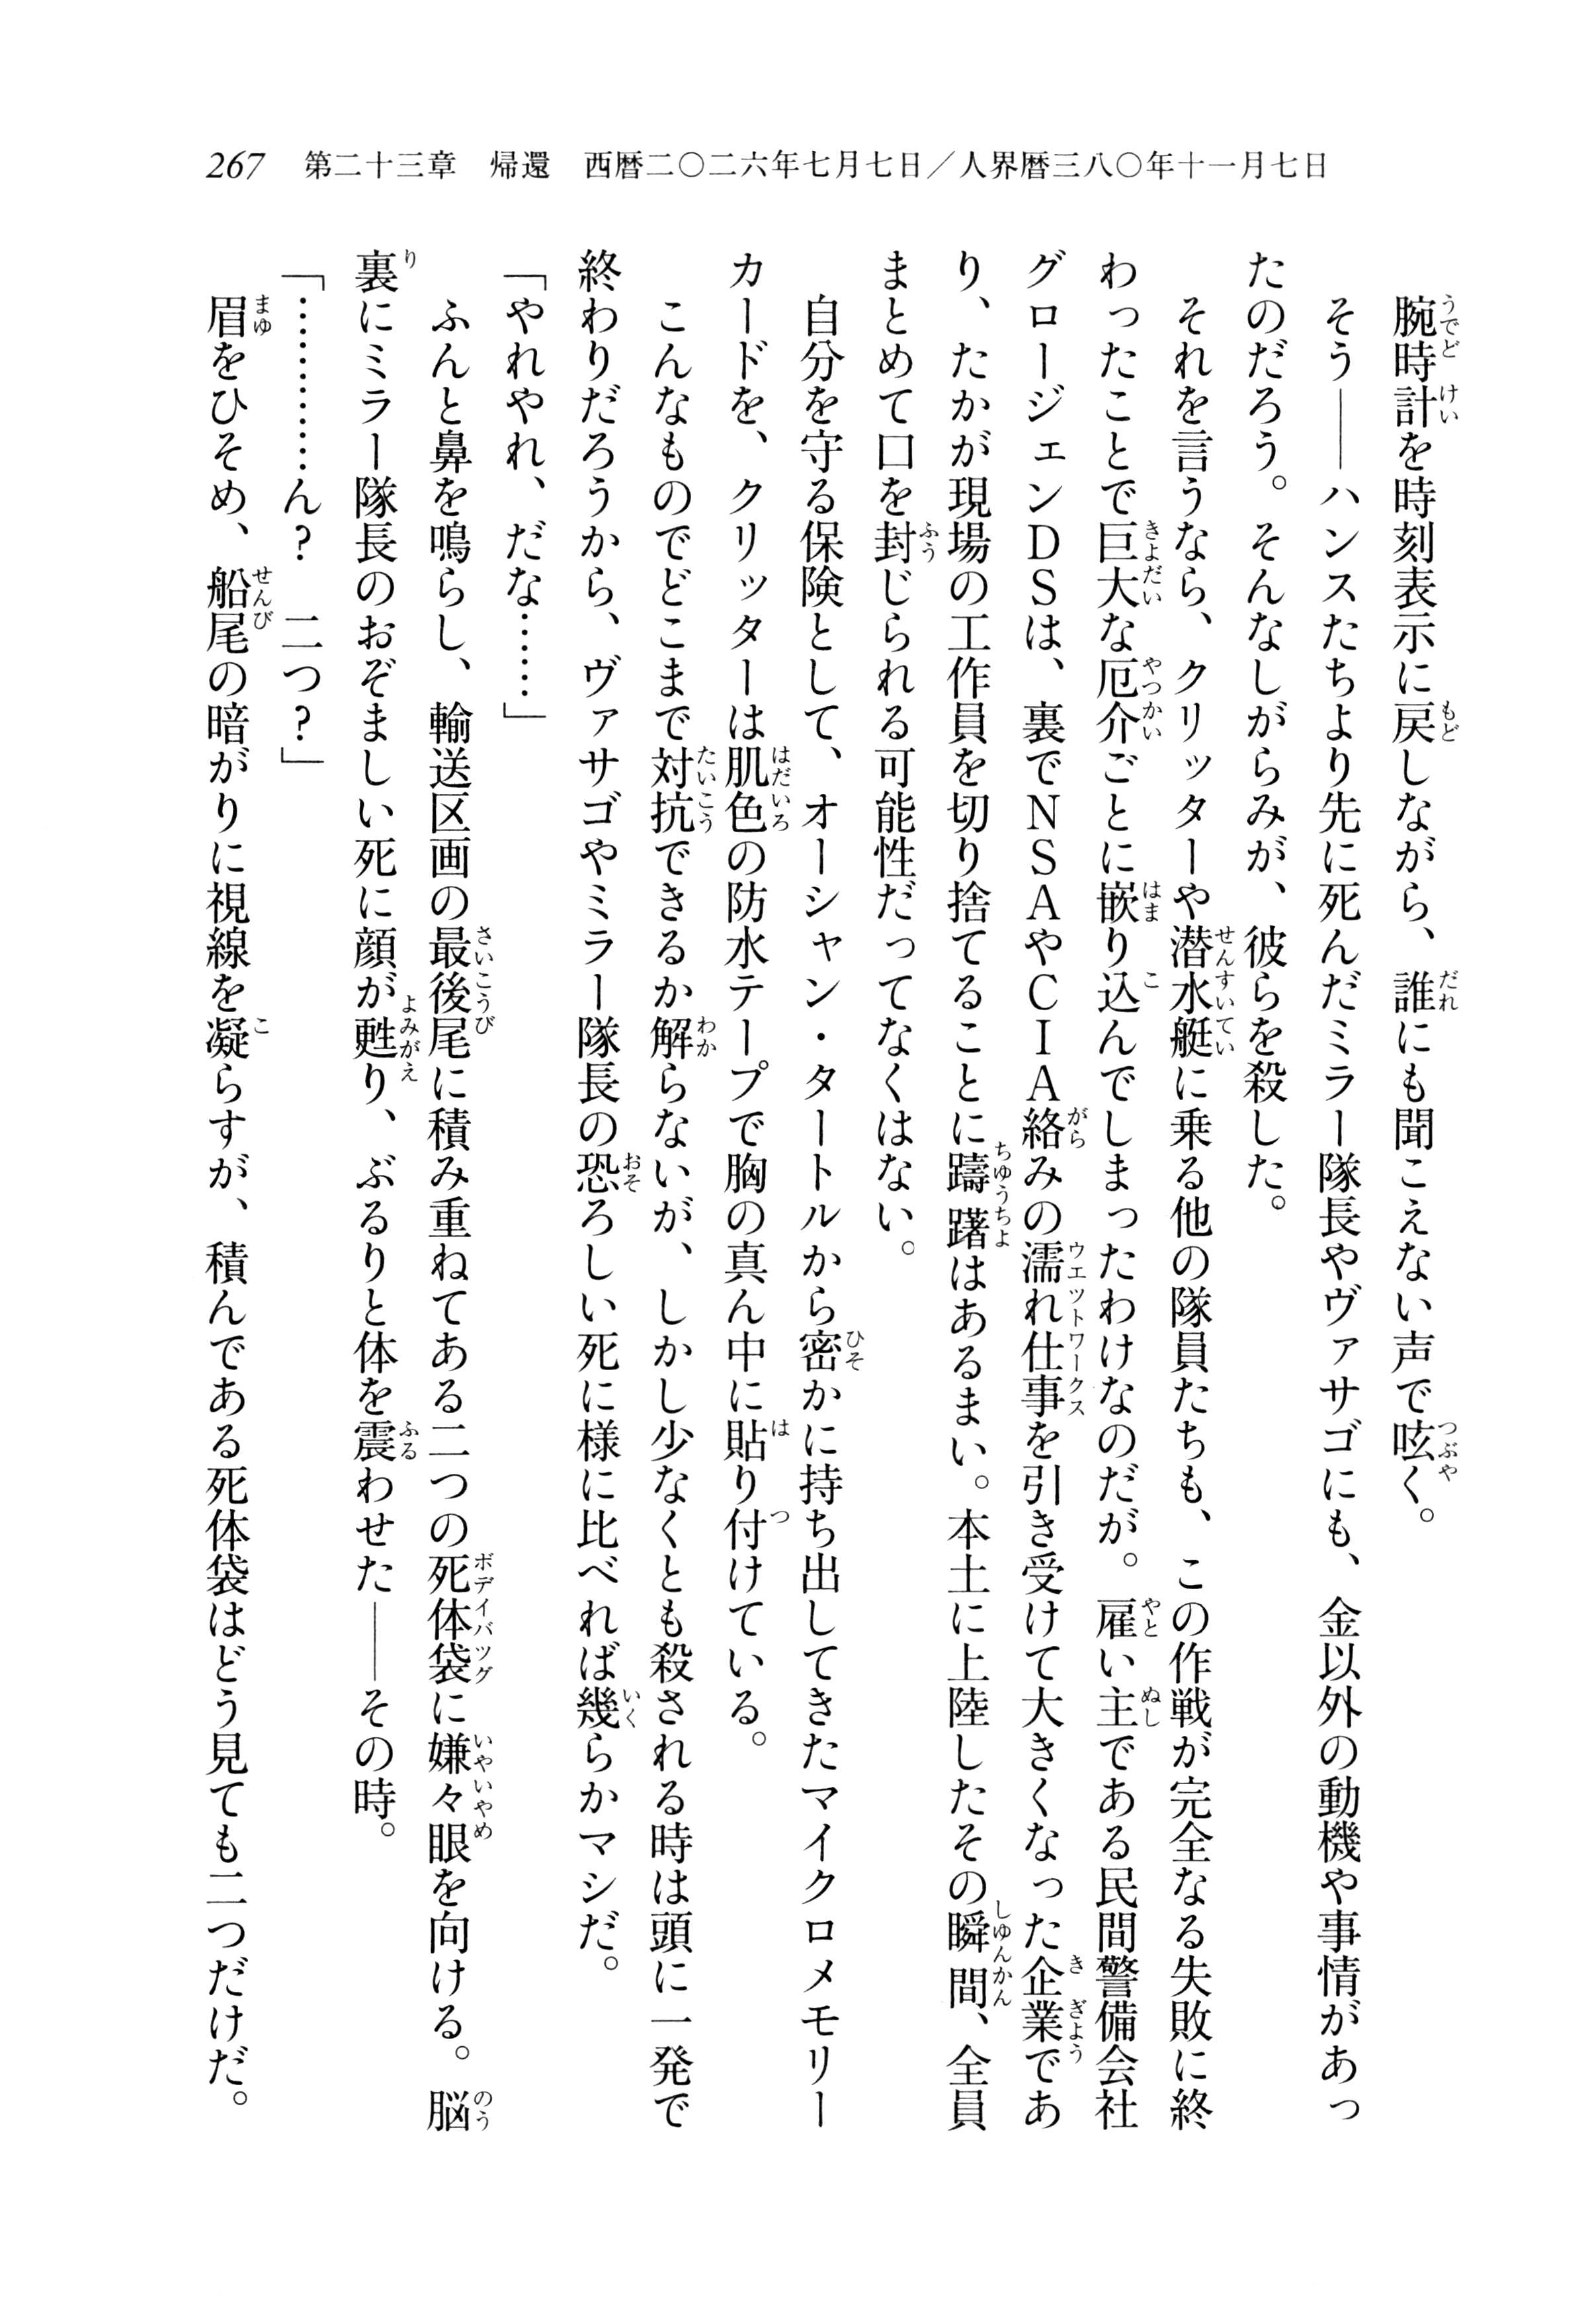 267　第二十三章　帰還　西暦二〇二六年七月七日／人界暦三八〇年十一月七日
　腕時計を時刻表示に戻しながら、誰にも聞こえない声で呟く。
　そう――ハンスたちより先に死んだミラー隊長やヴァサゴにも、金以外の動機や事情があっ
たのだろう。そんなしがらみが、彼らを殺した。
　それを言うなら、クリッターや潜水艇に乗る他の隊員たちも、この作戦が完全なる失敗に終
わったことで巨大な厄介ごとに嵌り込んでしまったわけなのだが。雇い主である民間警備会社
グロージェンＤＳは、裏でＮＳＡやＣＩＡ絡みの濡れ仕事を引き受けて大きくなった企業であ
り、たかが現場の工作員を切り捨てることに躊躇はあるまい。本土に上陸したその瞬間、全員
まとめて口を封じられる可能性だってなくはない。
　自分を守る保険として、オーシャン・タートルから密かに持ち出してきたマイクロメモリー
カードを、クリッターは肌色の防水テープで胸の真ん中に貼り付けている。
　こんなものでどこまで対抗できるか解らないが、しかし少なくとも殺される時は頭に一発で
終わりだろうから、ヴァサゴやミラー隊長の恐ろしい死に様に比べれば幾らかマシだ。
「やれやれ、だな……」
　ふんと鼻を鳴らし、輸送区画の最後尾に積み重ねてある二つの死体袋に嫌々眼を向ける。脳
裏にミラー隊長のおぞましい死に顔が甦り、ぶるりと体を震わせた――その時。
「…………ん？　二つ？」
　眉をひそめ、船尾の暗がりに視線を凝らすが、積んである死体袋はどう見ても二つだけだ。